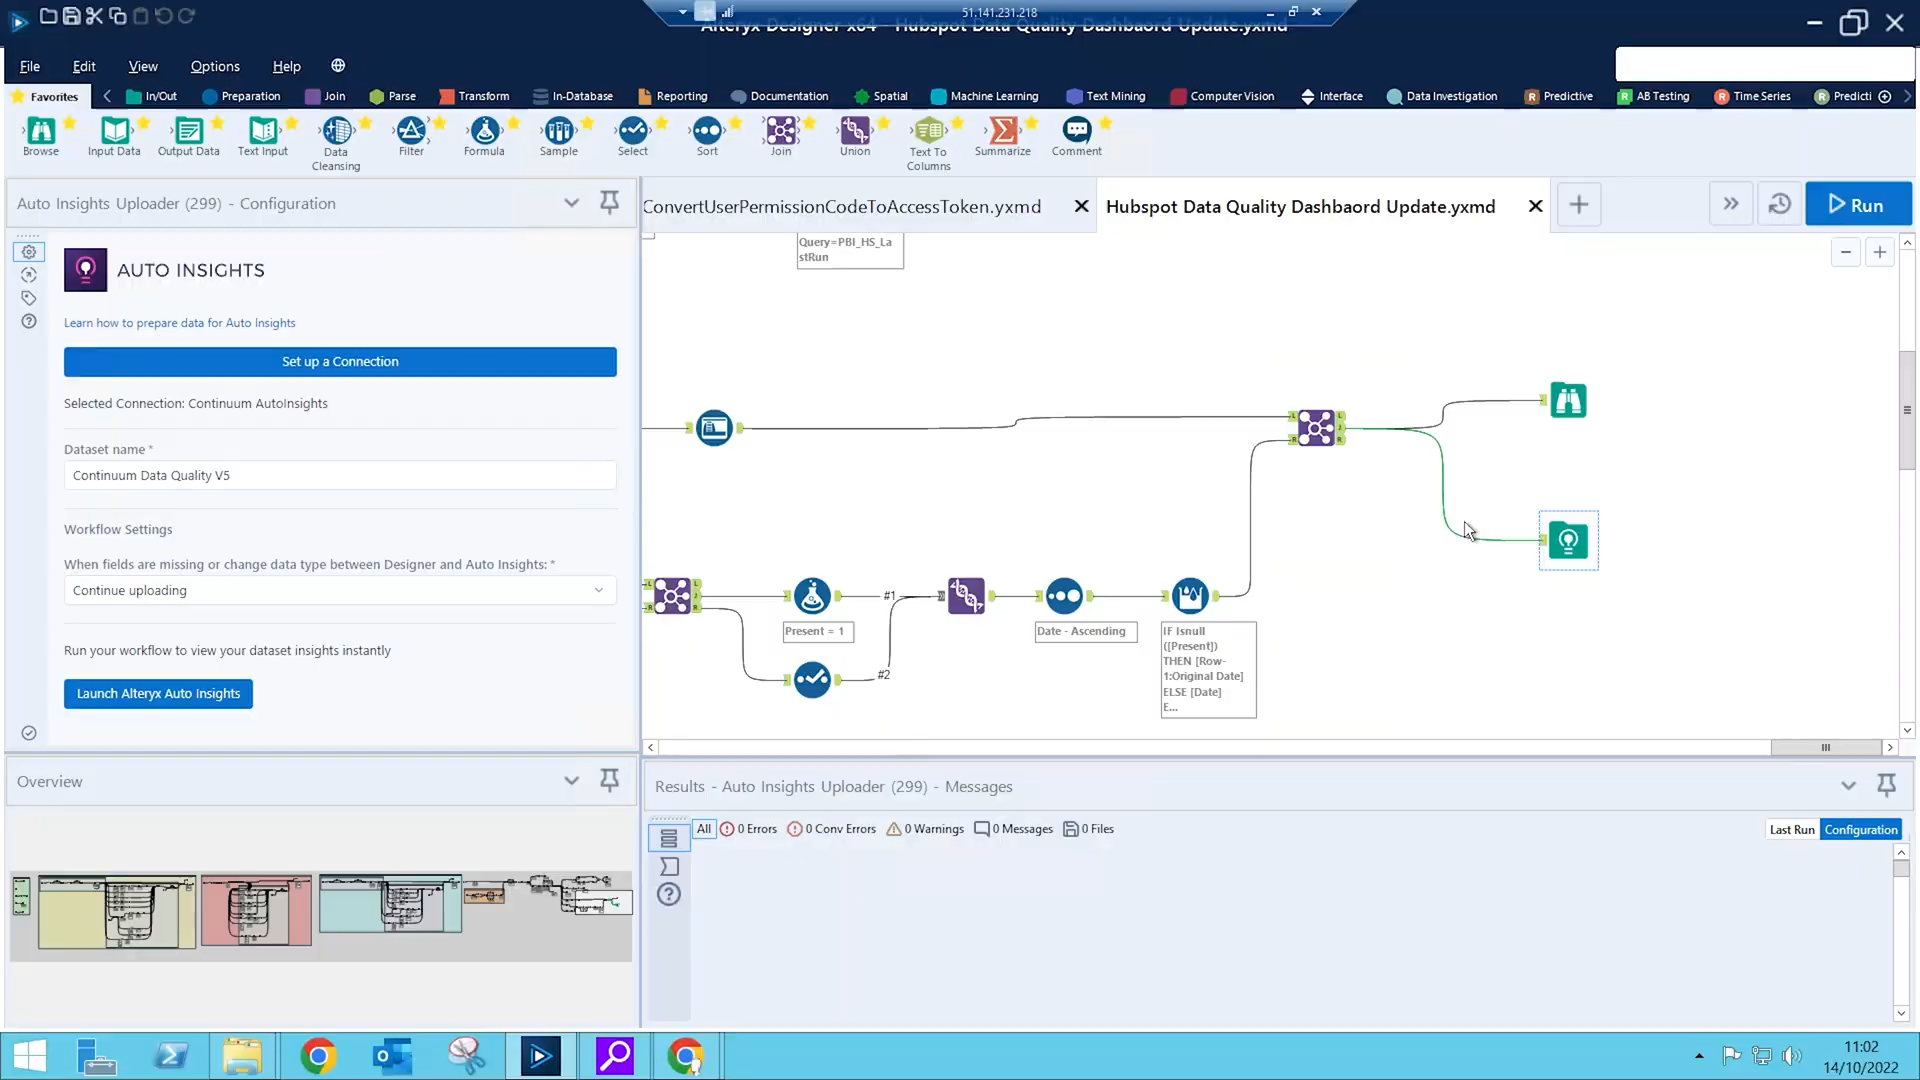 51.141.231.218
Alteryx Designer x64 - Hubspot Data Quality Dashbaord Update.yxmd
File Edit View Options Help
Favorites In/Out Preparation Join Parse Transform In-Database Reporting Documentation Spatial Machine Learning Text Mining Computer Vision Interface Data Investigation Predictive AB Testing Time Series Predicti
Browse Input Data Output Data Text Input Data Cleansing Filter Formula Sample Select Sort Join Union Text To Columns Summarize Comment
Auto Insights Uploader (299) - Configuration
ConvertUserPermissionCodeToAccessToken.yxmd
Hubspot Data Quality Dashbaord Update.yxmd
Run
AUTO INSIGHTS
Learn how to prepare data for Auto Insights
Set up a Connection
Selected Connection: Continuum AutoInsights
Dataset name *
Continuum Data Quality V5
Workflow Settings
When fields are missing or change data type between Designer and Auto Insights: *
Continue uploading
Run your workflow to view your dataset insights instantly
Launch Alteryx Auto Insights
Query=PBI_HS_La
stRun
L
R
L
J
R
L
R
L
J
R
#1
#2
Present = 1
Date - Ascending
IF Isnull
([Present])
THEN [Row-
1:Original Date]
ELSE [Date]
E...
Overview
Results - Auto Insights Uploader (299) - Messages
All 0 Errors 0 Conv Errors 0 Warnings 0 Messages 0 Files
Last Run Configuration
11:02
14/10/2022